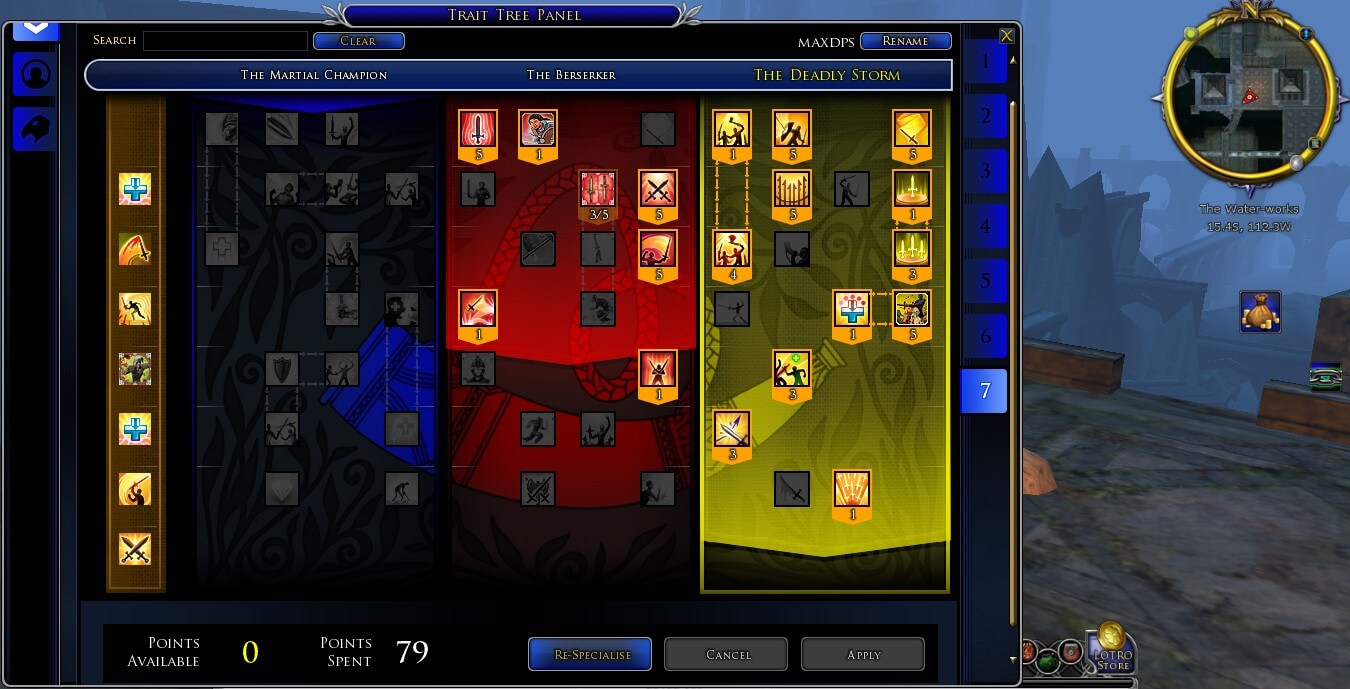 Trait Tree Panel
Search
Clear
MAXDPS
Rename
X
N
The Martial Champion
The Berserker
The Deadly Storm
1
2
3
4
5
6
7
5
1
1
5
5
3/5
5
5
1
5
4
3
1
1
5
1
3
3
1
The Water-works
15.4S, 112.3W
Points Available
0
Points Spent
79
Re-Specialise
Cancel
Apply
LOTRO
Store